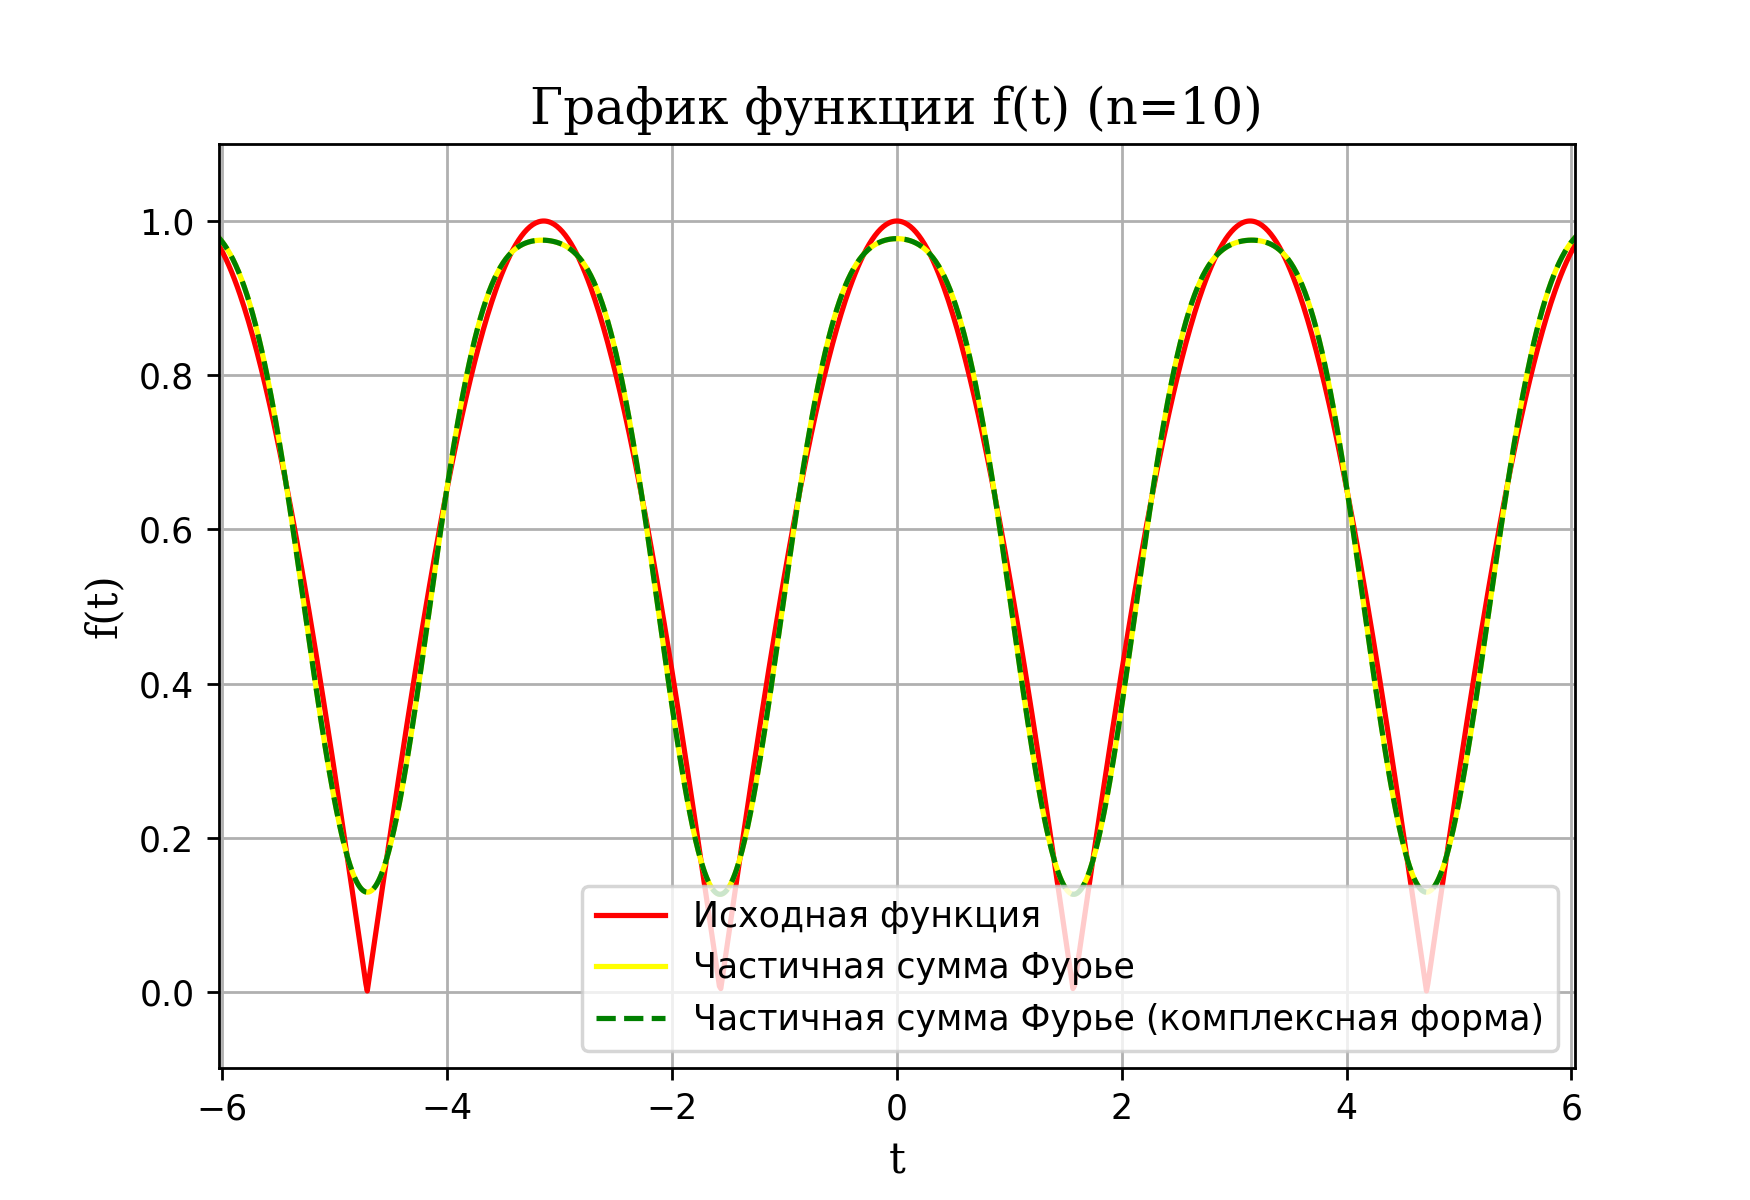 График функции f(t) (n=10)
f(t)
1.0
0.8
0.6
0.4
0.2
0.0
Исходная функция
Частичная сумма Фурье
Частичная сумма Фурье (комплексная форма)
−6 −4 −2 0 2 4 6
t